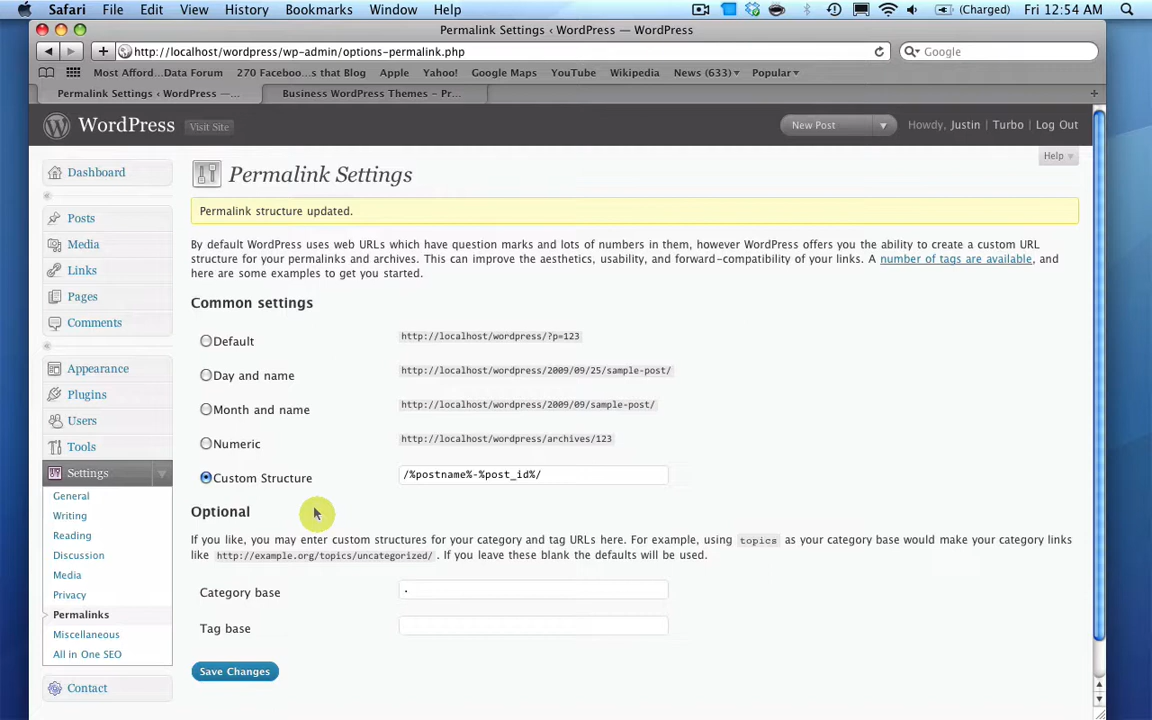 Safari File Edit View History Bookmarks Window Help (Charged) Fri 12:54 AM
Permalink Settings ‹ WordPress — WordPress
http://localhost/wordpress/wp-admin/options-permalink.php Google
Most Afford...Data Forum 270 Faceboo...s that Blog Apple Yahoo! Google Maps YouTube Wikipedia News (633)▾ Popular▾
Permalink Settings ‹ WordPress —... Business WordPress Themes – Pr...
WordPress Visit Site New Post Howdy, Justin | Turbo | Log Out
Help
Dashboard
Posts
Media
Links
Pages
Comments
Appearance
Plugins
Users
Tools
Settings
General
Writing
Reading
Discussion
Media
Privacy
Permalinks
Miscellaneous
All in One SEO
Contact
Permalink Settings
Permalink structure updated.
By default WordPress uses web URLs which have question marks and lots of numbers in them, however WordPress offers you the ability to create a custom URL
structure for your permalinks and archives. This can improve the aesthetics, usability, and forward-compatibility of your links. A number of tags are available, and
here are some examples to get you started.
Common settings
Default http://localhost/wordpress/?p=123
Day and name http://localhost/wordpress/2009/09/25/sample-post/
Month and name http://localhost/wordpress/2009/09/sample-post/
Numeric http://localhost/wordpress/archives/123
Custom Structure /%postname%-%post_id%/
Optional
If you like, you may enter custom structures for your category and tag URLs here. For example, using topics as your category base would make your category links
like http://example.org/topics/uncategorized/ . If you leave these blank the defaults will be used.
Category base .
Tag base
Save Changes